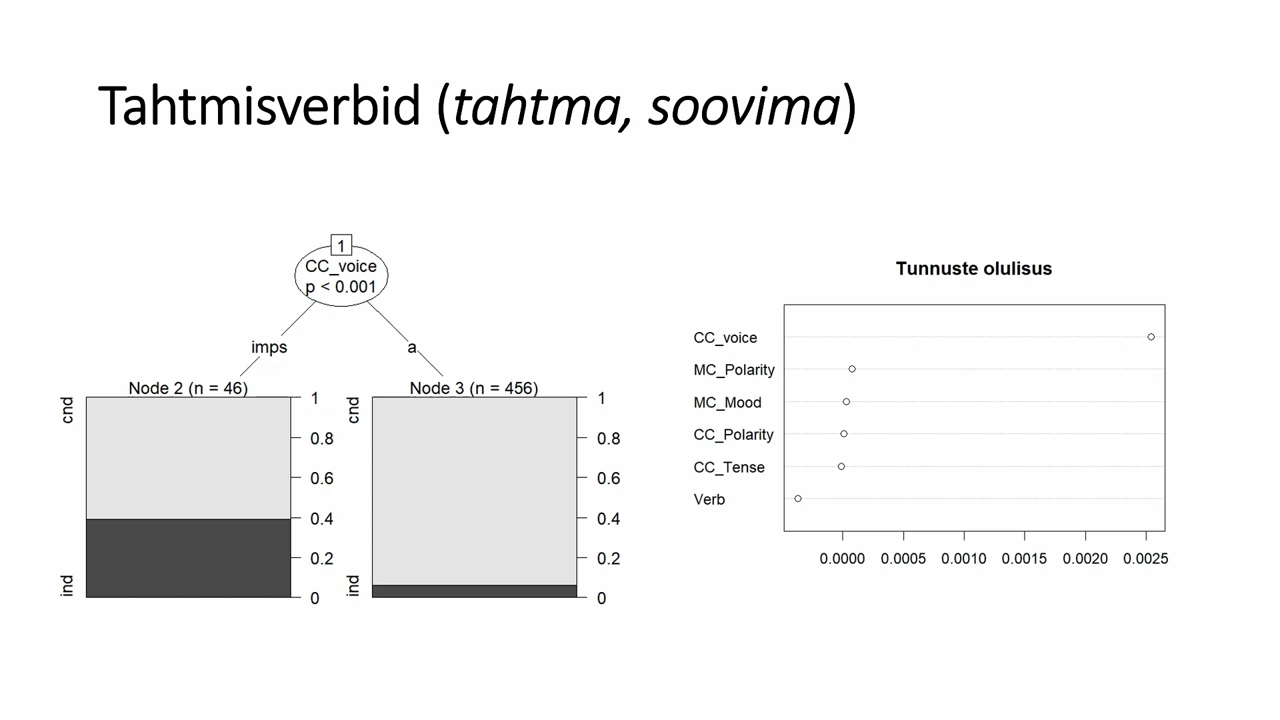 Tahtmisverbid (tahtma, soovima)
1
CC_voice
p < 0.001
imps
a
Node 2 (n = 46)
cnd
ind
1
0.8
0.6
0.4
0.2
0
Node 3 (n = 456)
cnd
ind
1
0.8
0.6
0.4
0.2
0
Tunnuste olulisus
CC_voice
MC_Polarity
MC_Mood
CC_Polarity
CC_Tense
Verb
0.0000 0.0005 0.0010 0.0015 0.0020 0.0025